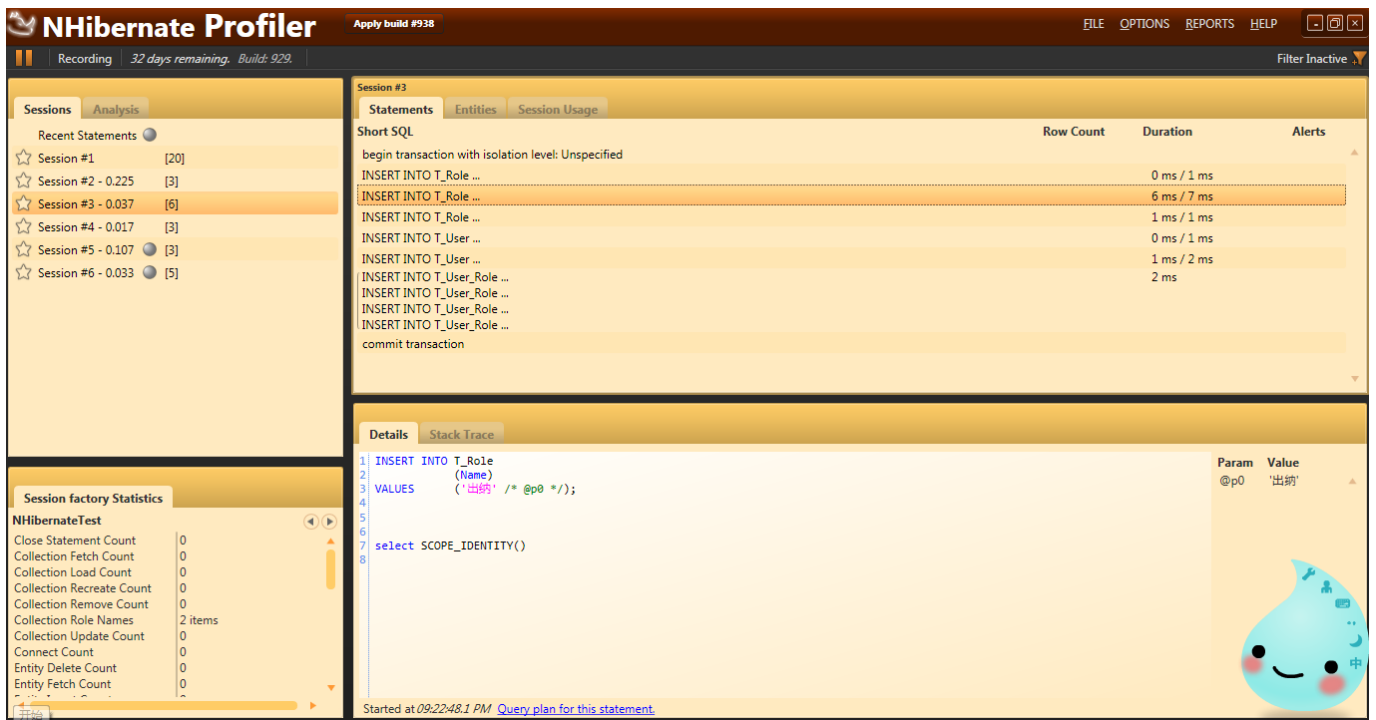 NHibernate Profiler
Apply build #938
FILE OPTIONS REPORTS HELP
Recording 32 days remaining. Build: 929.
Filter Inactive
Sessions Analysis
Recent Statements
Session #1 [20]
Session #2 - 0.225 [3]
Session #3 - 0.037 [6]
Session #4 - 0.017 [3]
Session #5 - 0.107 [3]
Session #6 - 0.033 [5]
Session #3
Statements Entities Session Usage
Short SQL Row Count Duration Alerts
begin transaction with isolation level: Unspecified
INSERT INTO T_Role ... 0 ms / 1 ms
INSERT INTO T_Role ... 6 ms / 7 ms
INSERT INTO T_Role ... 1 ms / 1 ms
INSERT INTO T_User ... 0 ms / 1 ms
INSERT INTO T_User ... 1 ms / 2 ms
INSERT INTO T_User_Role ... 2 ms
INSERT INTO T_User_Role ...
INSERT INTO T_User_Role ...
INSERT INTO T_User_Role ...
commit transaction
Session factory Statistics
NHibernateTest
Close Statement Count 0
Collection Fetch Count 0
Collection Load Count 0
Collection Recreate Count 0
Collection Remove Count 0
Collection Role Names 2 items
Collection Update Count 0
Connect Count 0
Entity Delete Count 0
Entity Fetch Count 0
开始
Details Stack Trace
1 INSERT INTO T_Role
2 (Name)
3 VALUES ('出纳' /* @p0 */);
4
5
6
7 select SCOPE_IDENTITY()
8
Param Value
@p0 '出纳'
中
Started at 09:22:48.1 PM Query plan for this statement.